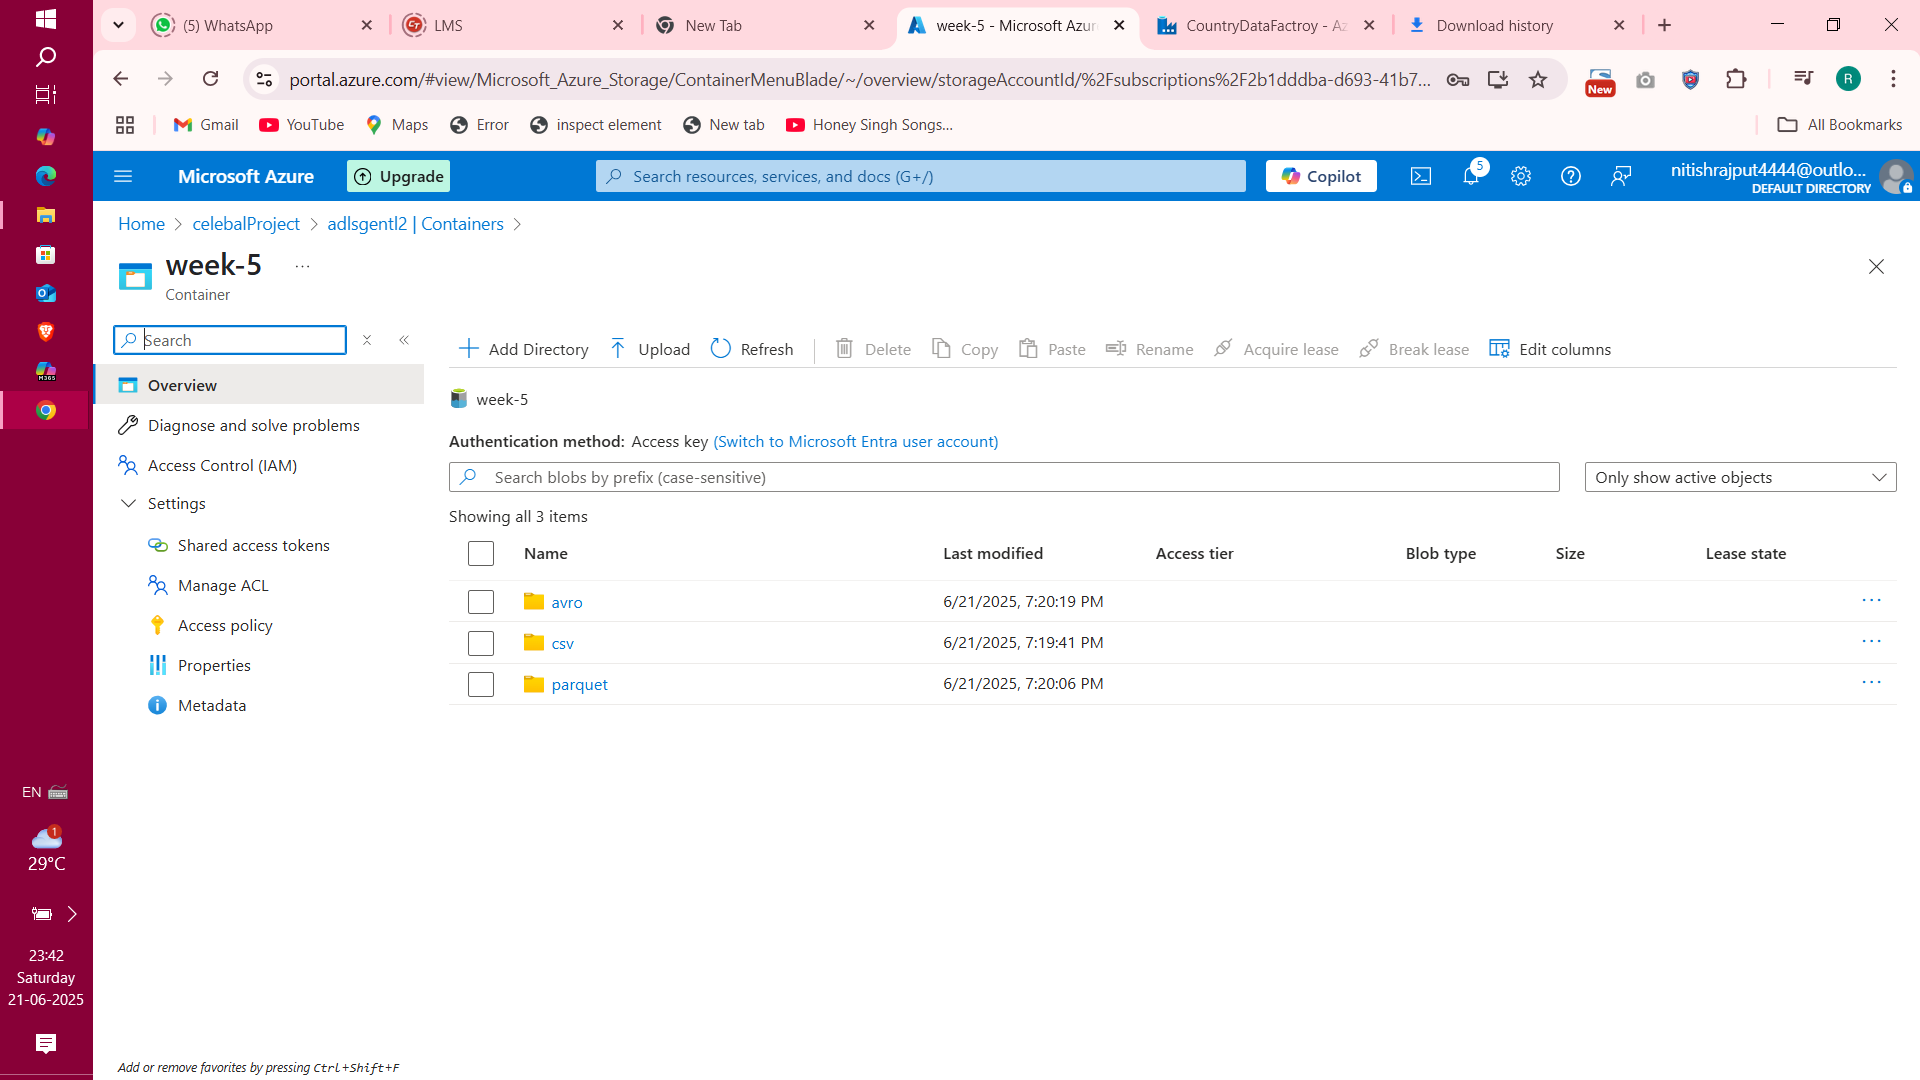 (5) WhatsApp
LMS
New Tab
week-5 - Microsoft Azur
CountryDataFactroy - Az
Download history
portal.azure.com/#view/Microsoft_Azure_Storage/ContainerMenuBlade/~/overview/storageAccountId/%2Fsubscriptions%2F2b1dddba-d693-41b7...
New
R
Gmail
YouTube
Maps
Error
inspect element
New tab
Honey Singh Songs...
All Bookmarks
Microsoft Azure
Upgrade
Search resources, services, and docs (G+/)
Copilot
5
nitishrajput4444@outlo...
DEFAULT DIRECTORY
Home > celebalProject > adlsgentl2 | Containers >
week-5
...
Container
Search
Overview
Diagnose and solve problems
Access Control (IAM)
Settings
Shared access tokens
Manage ACL
Access policy
Properties
Metadata
Add or remove favorites by pressing Ctrl+Shift+F
Add Directory
Upload
Refresh
Delete
Copy
Paste
Rename
Acquire lease
Break lease
Edit columns
week-5
Authentication method: Access key (Switch to Microsoft Entra user account)
Search blobs by prefix (case-sensitive)
Only show active objects
Showing all 3 items
Name Last modified Access tier Blob type Size Lease state
avro 6/21/2025, 7:20:19 PM ...
csv 6/21/2025, 7:19:41 PM ...
parquet 6/21/2025, 7:20:06 PM ...
M365
EN
1
29°C
23:42
Saturday
21-06-2025